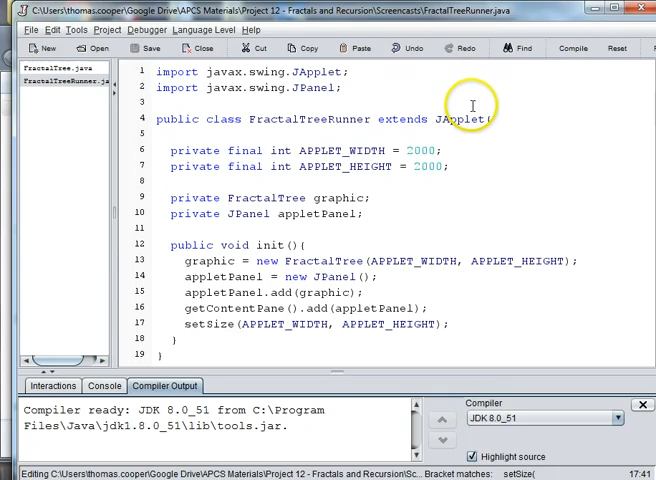 C:\Users\thomas.cooper\Google Drive\APCS Materials\Project 12 - Fractals and Recursion\Screencasts\FractalTreeRunner.java
File Edit Tools Project Debugger Language Level Help
New Open Save Close Cut Copy Paste Undo Redo Find Compile Reset
FractalTree.java
FractalTreeRunner.ja
1 import javax.swing.JApplet;
2 import javax.swing.JPanel;
3
4 public class FractalTreeRunner extends JApplet{
5
6 private final int APPLET_WIDTH = 2000;
7 private final int APPLET_HEIGHT = 2000;
8
9 private FractalTree graphic;
10 private JPanel appletPanel;
11
12 public void init(){
13 graphic = new FractalTree(APPLET_WIDTH, APPLET_HEIGHT);
14 appletPanel = new JPanel();
15 appletPanel.add(graphic);
16 getContentPane().add(appletPanel);
17 setSize(APPLET_WIDTH, APPLET_HEIGHT);
18 }
19 }
Interactions Console Compiler Output
Compiler ready: JDK 8.0_51 from C:\Program
Files\Java\jdk1.8.0_51\lib\tools.jar.
Compiler
JDK 8.0_51
Highlight source
Editing C:\Users\thomas.cooper\Google Drive\APCS Materials\Project 12 - Fractals and Recursion\Sc... Bracket matches: setSize( 17:41